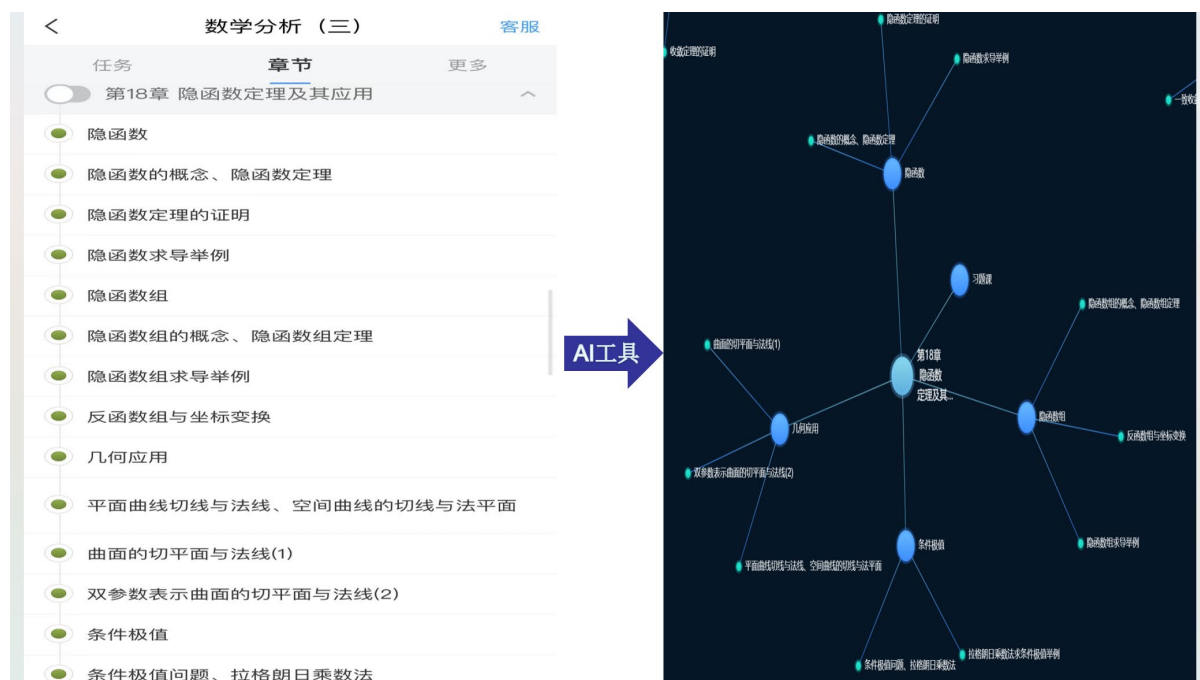 数学分析（三）
客服
任务
章节
更多
第18章 隐函数定理及其应用
隐函数
隐函数的概念、隐函数定理
隐函数定理的证明
隐函数求导举例
隐函数组
隐函数组的概念、隐函数组定理
隐函数组求导举例
反函数组与坐标变换
几何应用
平面曲线切线与法线、空间曲线的切线与法平面
曲面的切平面与法线(1)
双参数表示曲面的切平面与法线(2)
条件极值
条件极值问题、拉格朗日乘数法
AI工具
隐函数定理的证明
收敛定理的证明
隐函数求导举例
一致收
隐函数的概念、隐函数定理
隐函数
习题课
隐函数组的概念、隐函数组定理
曲面的切平面与法线(1)
第18章
隐函数
定理及其...
隐函数组
几何应用
反函数组与坐标变换
双参数表示曲面的切平面与法线(2)
条件极值
隐函数组求导举例
平面曲线切线与法线、空间曲线的切线与法平面
拉格朗日乘数法求条件极值举例
条件极值问题、拉格朗日乘数法